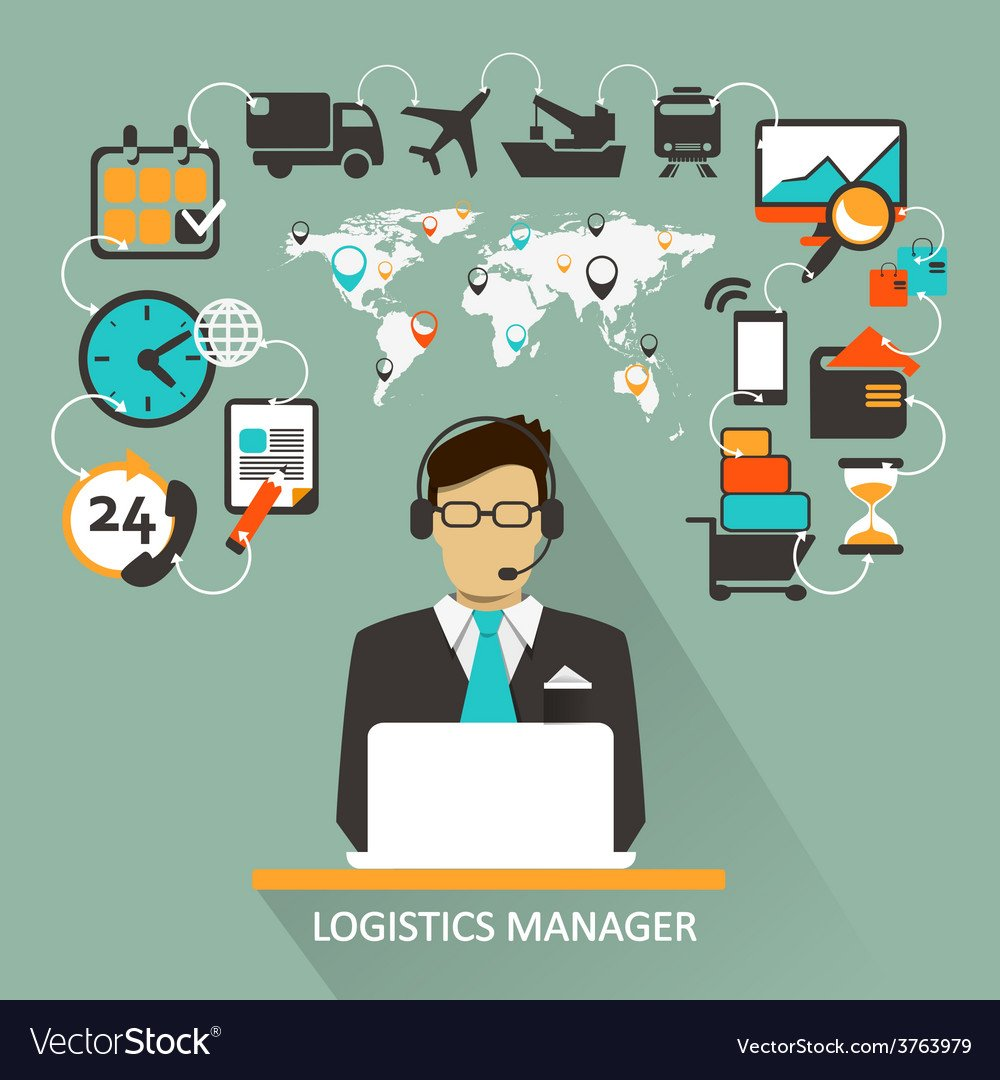 24
LOGISTICS MANAGER
VectorStock®
VectorStock.com/3763979